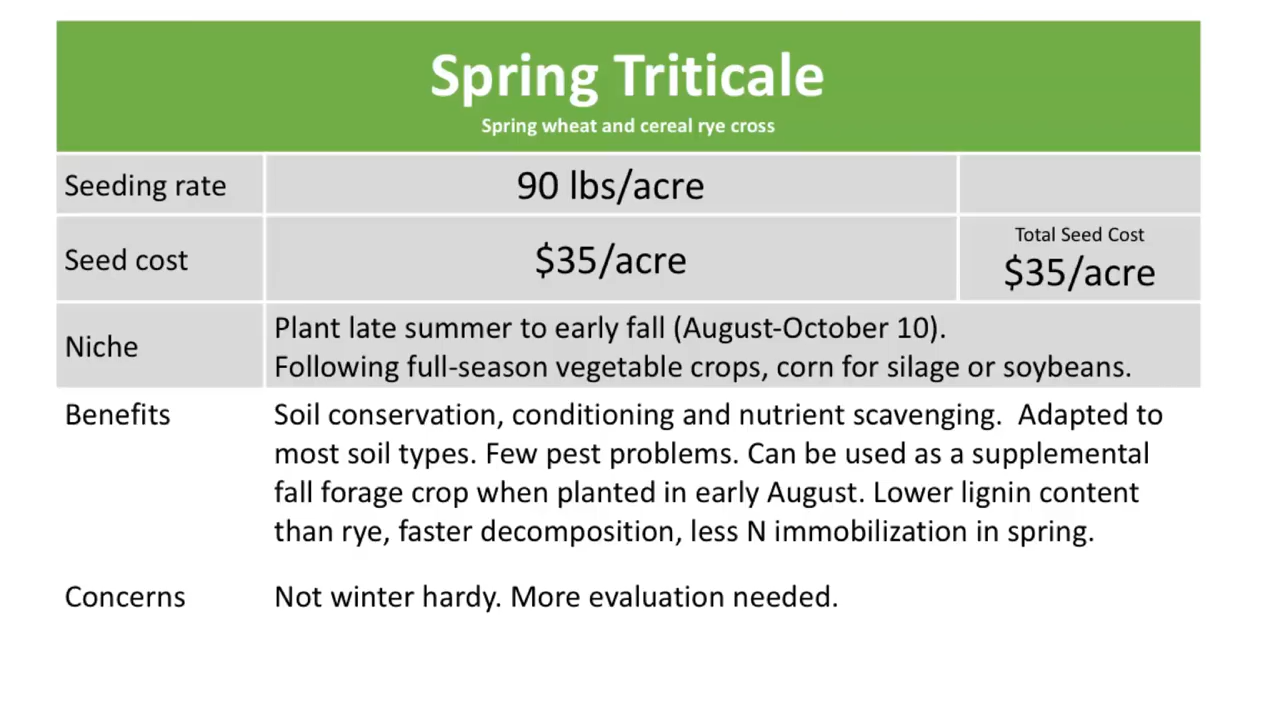 Spring Triticale
Spring wheat and cereal rye cross
Seeding rate
90 lbs/acre
Seed cost
$35/acre
Total Seed Cost
$35/acre
Niche
Plant late summer to early fall (August-October 10).
Following full-season vegetable crops, corn for silage or soybeans.
Benefits
Soil conservation, conditioning and nutrient scavenging.  Adapted to
most soil types. Few pest problems. Can be used as a supplemental
fall forage crop when planted in early August. Lower lignin content
than rye, faster decomposition, less N immobilization in spring.
Concerns
Not winter hardy. More evaluation needed.